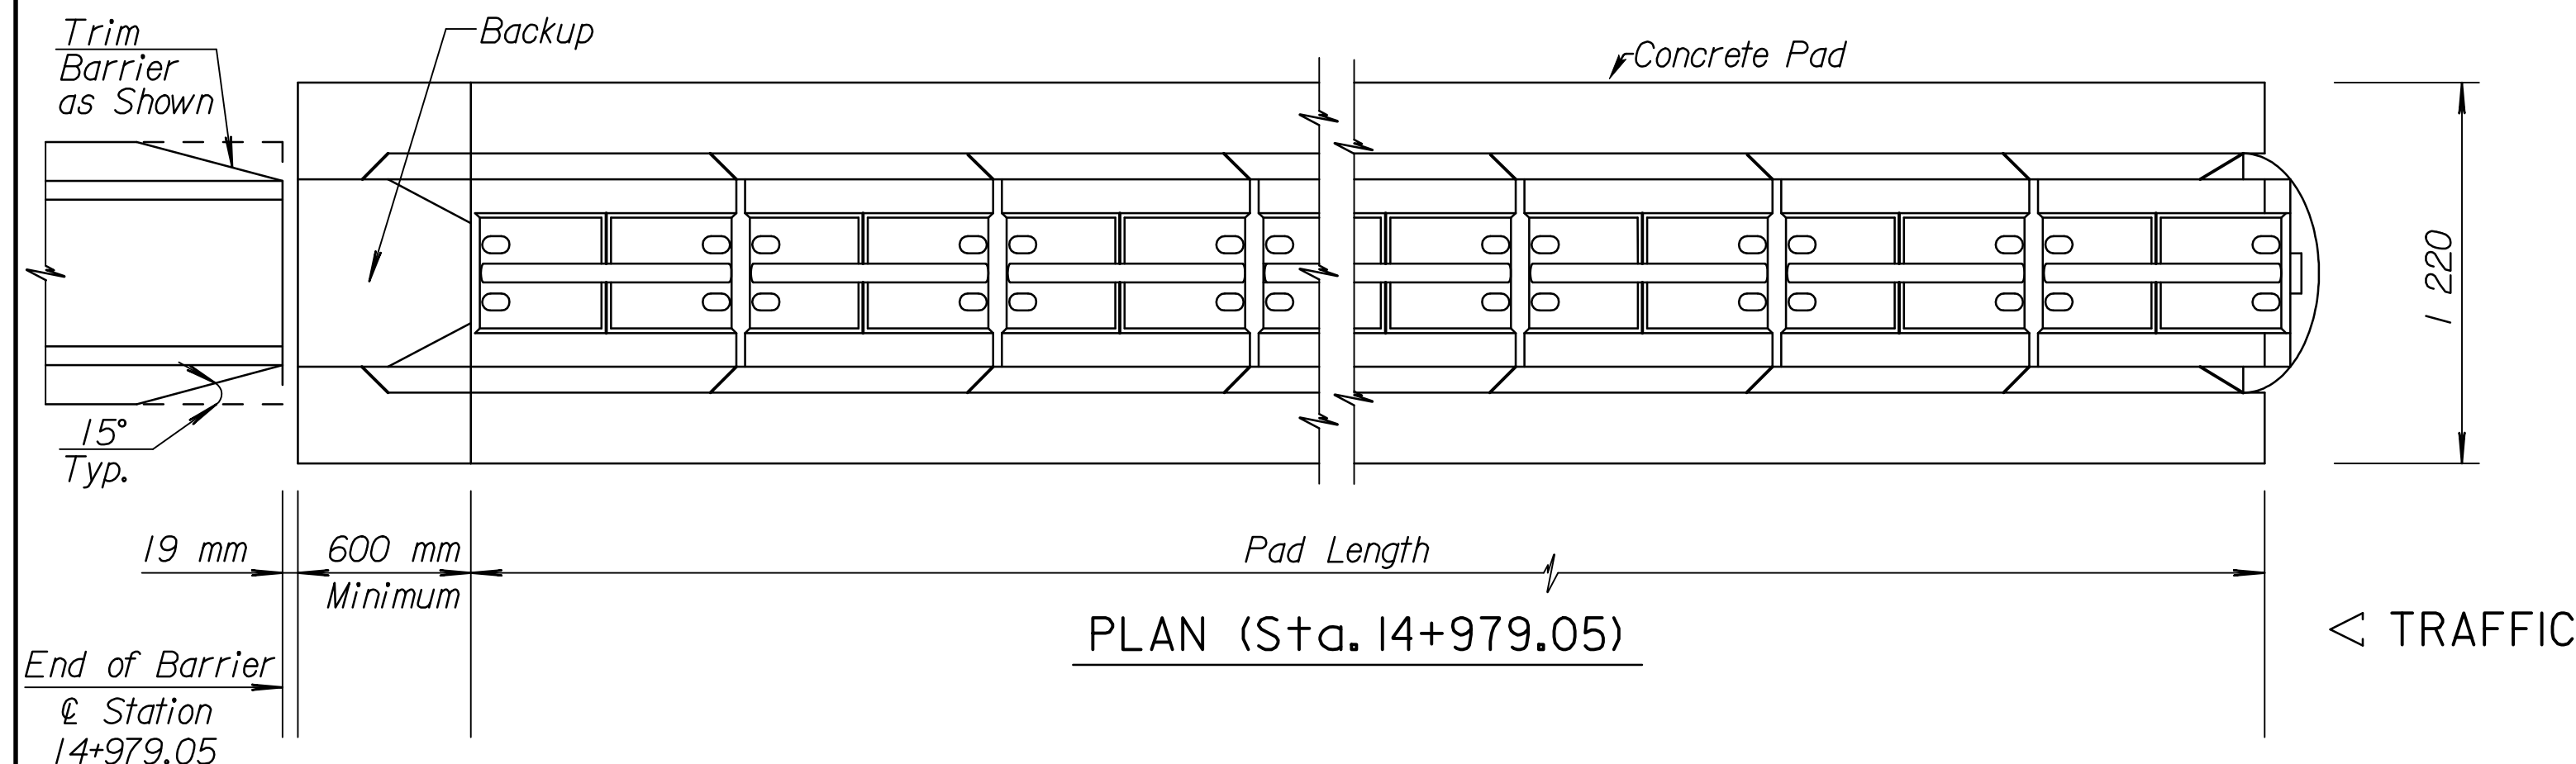 Trim
Barrier
as Shown
Backup
Concrete Pad
1 220
15°
Typ.
19 mm
600 mm
Minimum
Pad Length
PLAN (Sta. 14+979.05)
< TRAFFIC
End of Barrier
℄ Station
14+979.05